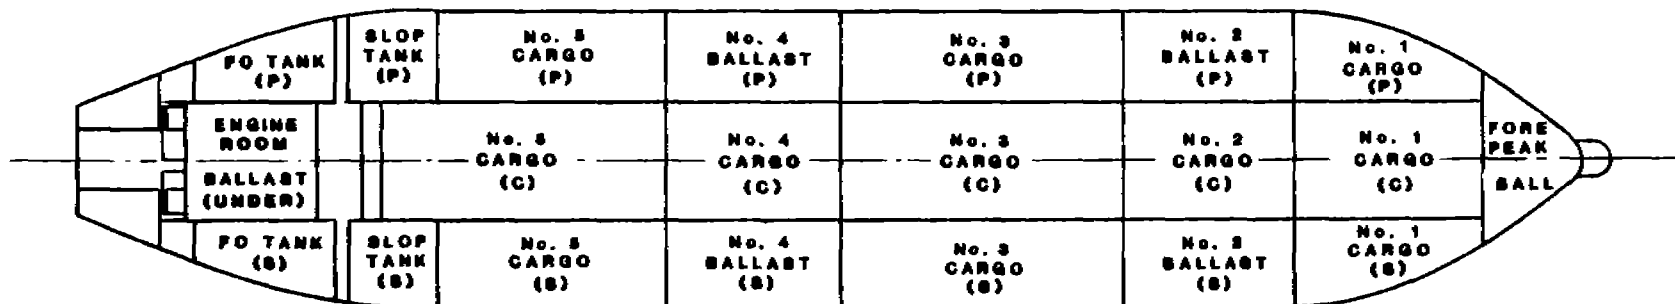 FO TANK
(P)
SLOP
TANK
(P)
No. 5
CARGO
(P)
No. 4
BALLAST
(P)
No. 3
CARGO
(P)
No. 2
BALLAST
(P)
No. 1
CARGO
(P)
ENGINE
ROOM
BALLAST
(UNDER)
No. 5
CARGO
(C)
No. 4
CARGO
(C)
No. 3
CARGO
(C)
No. 2
CARGO
(C)
No. 1
CARGO
(C)
FORE
PEAK
BALL
FO TANK
(S)
SLOP
TANK
(S)
No. 5
CARGO
(S)
No. 4
BALLAST
(S)
No. 3
CARGO
(S)
No. 2
BALLAST
(S)
No. 1
CARGO
(S)